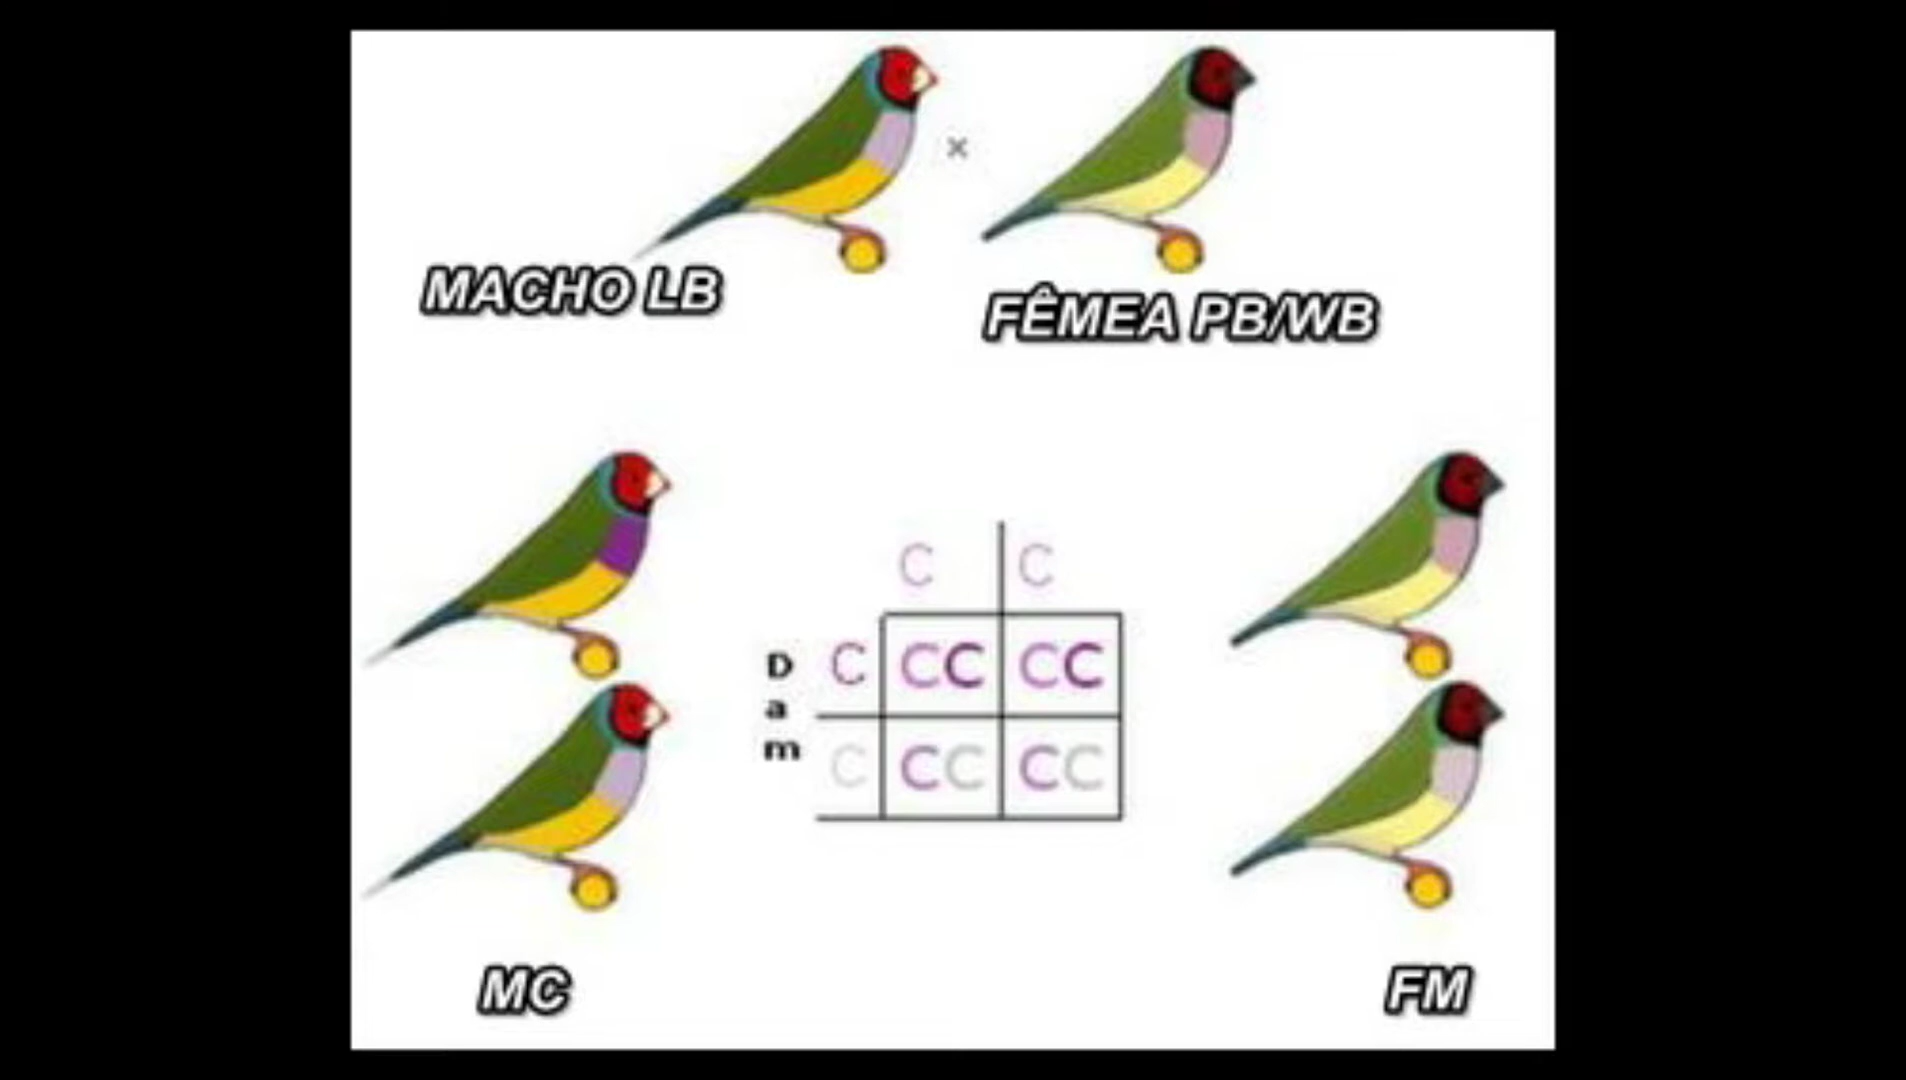 ×
MACHO LB
FÊMEA PB/WB
C C
D a m
C CC CC
C CC CC
MC
FM